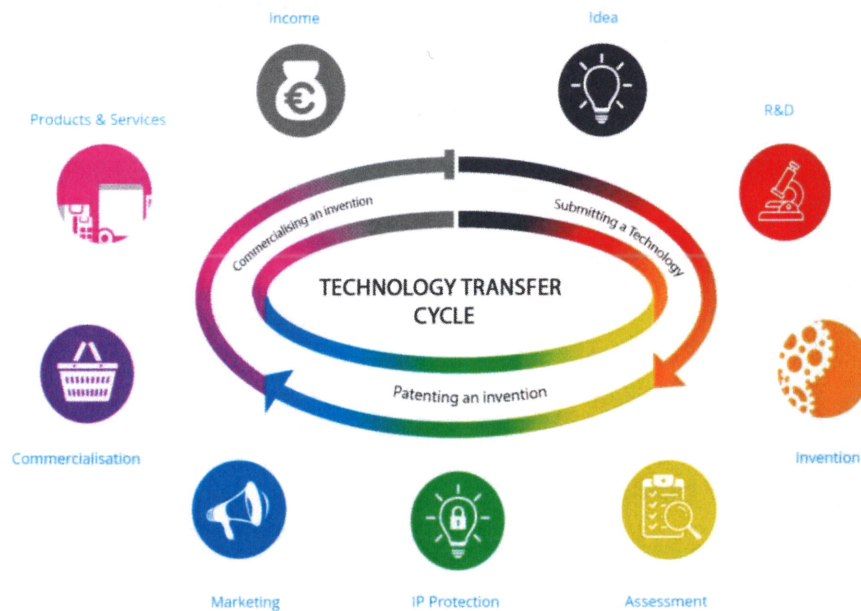 Income
Idea
Products & Services
R&D
Commercialising an invention
Submitting a Technology
TECHNOLOGY TRANSFER
CYCLE
Patenting an invention
Commercialisation
Invention
Marketing
IP Protection
Assessment